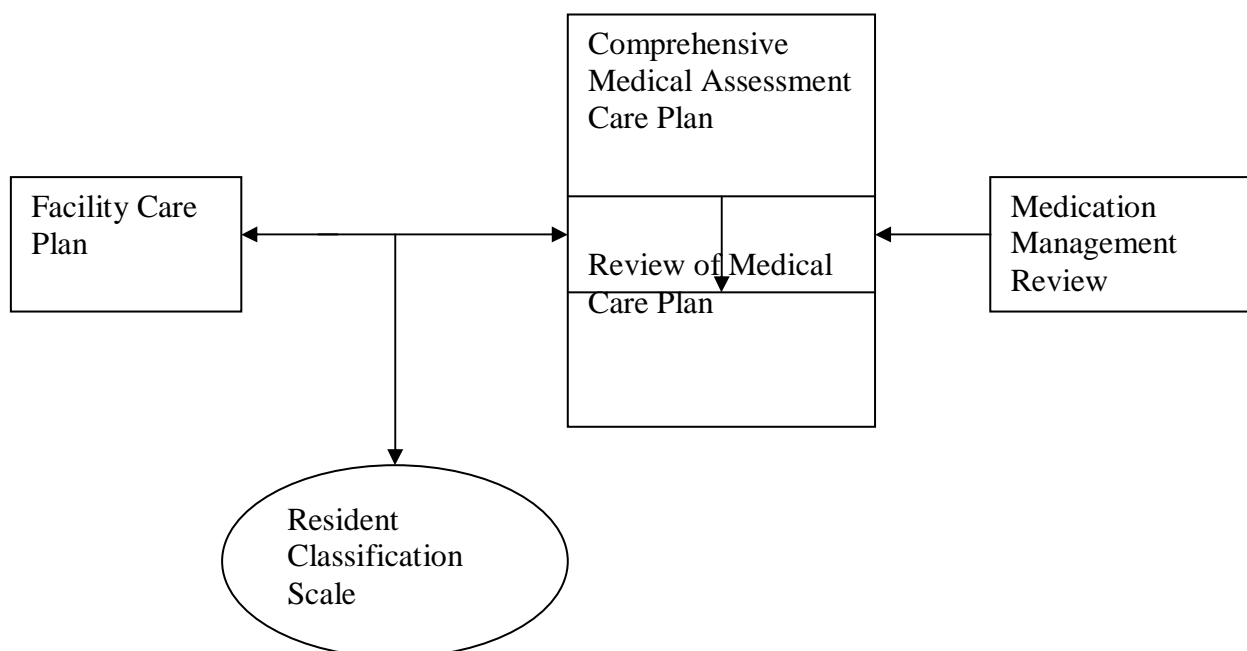 Comprehensive
Medical Assessment
Care Plan
Facility Care
Plan
Review of Medical
Care Plan
Medication
Management
Review
Resident
Classification
Scale